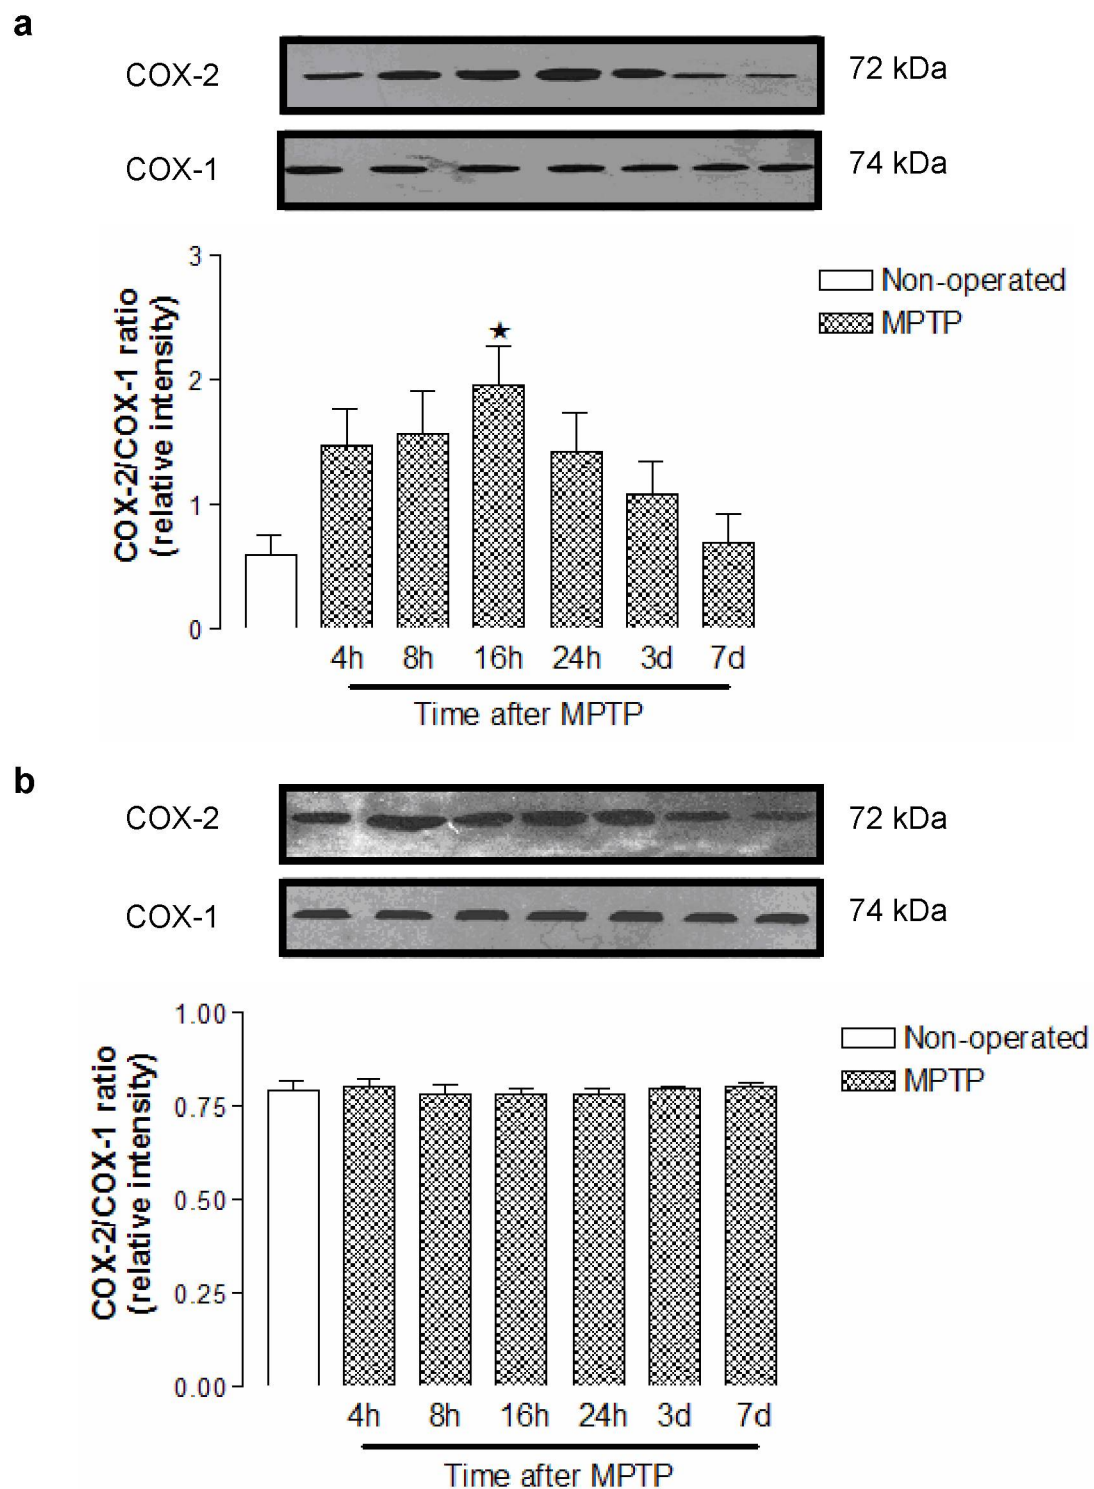 a
COX-2
72 kDa
COX-1
74 kDa
3
2
1
0
COX-2/COX-1 ratio
(relative intensity)
★
Non-operated
MPTP
4h 8h 16h 24h 3d 7d
Time after MPTP
b
COX-2
72 kDa
COX-1
74 kDa
1.00
0.75
0.50
0.25
0.00
COX-2/COX-1 ratio
(relative intensity)
Non-operated
MPTP
4h 8h 16h 24h 3d 7d
Time after MPTP